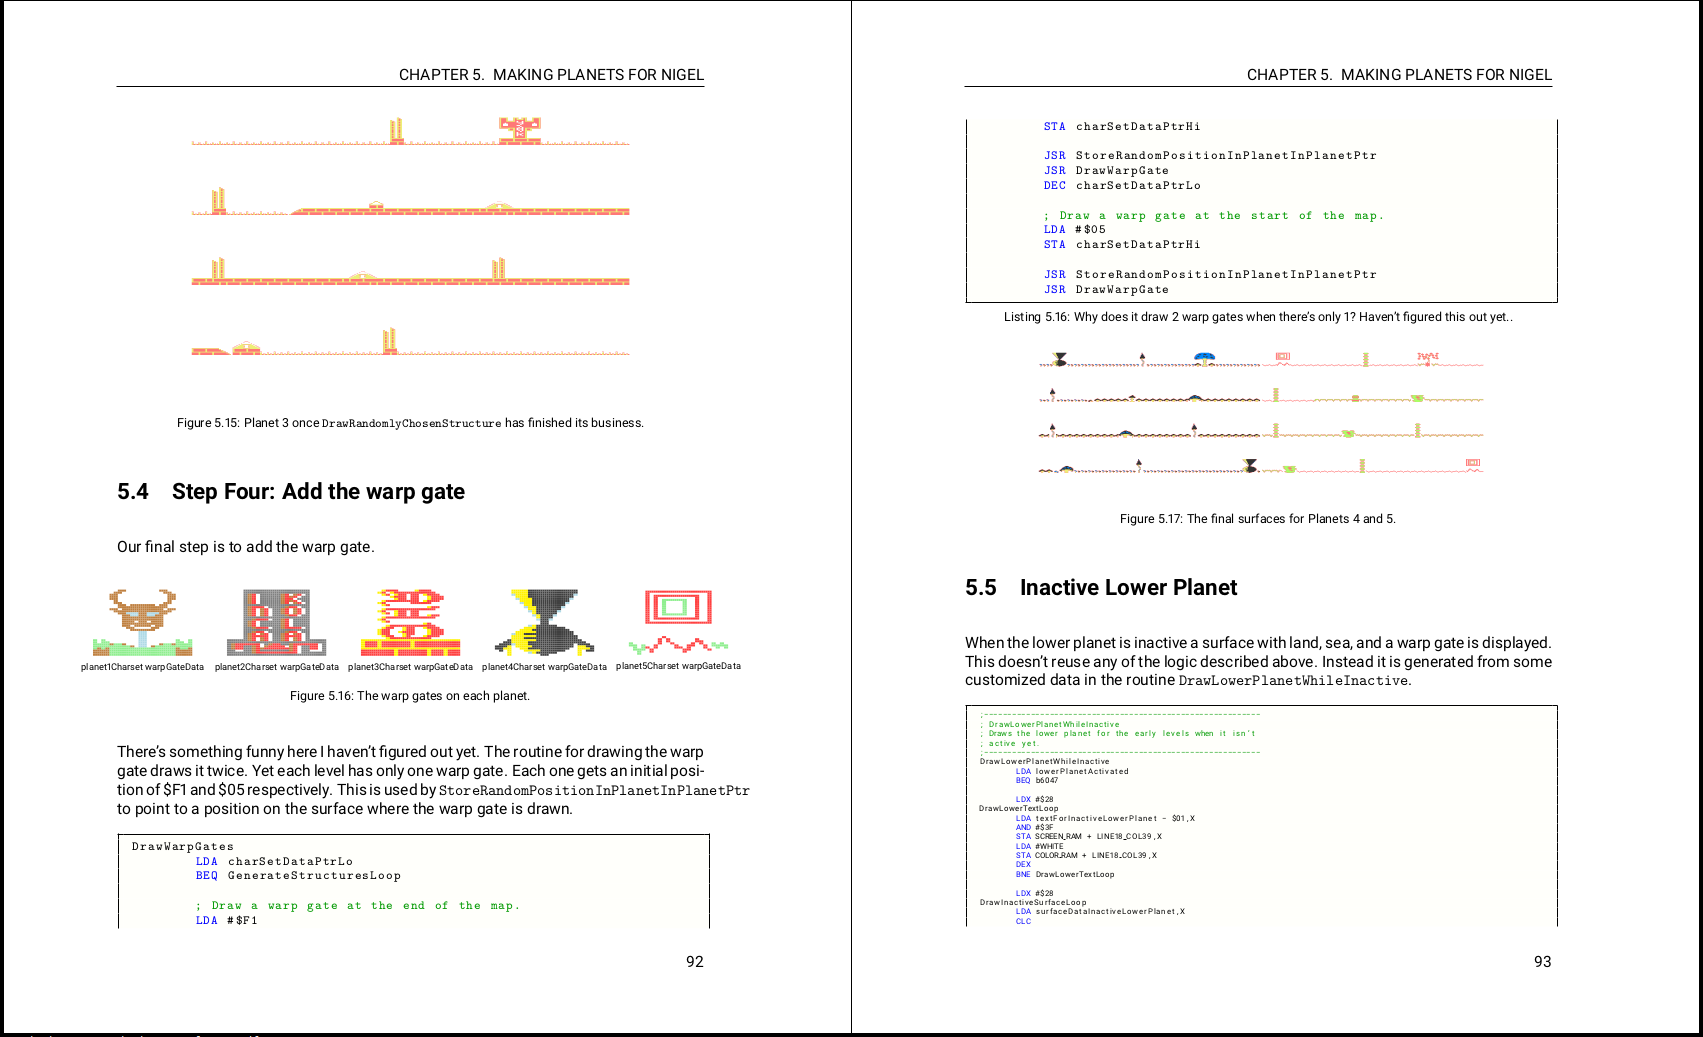 CHAPTER 5. MAKING PLANETS FOR NIGEL
Figure 5.15: Planet 3 once DrawRandomlyChosenStructure has finished its business.
5.4 Step Four: Add the warp gate
Our final step is to add the warp gate.
planet1Charset warpGateData planet2Charset warpGateData planet3Charset warpGateData planet4Charset warpGateData planet5Charset warpGateData
Figure 5.16: The warp gates on each planet.
There's something funny here I haven't figured out yet. The routine for drawing the warp
gate draws it twice. Yet each level has only one warp gate. Each one gets an initial posi-
tion of $F1 and $05 respectively. This is used by StoreRandomPositionInPlanetInPlanetPtr
to point to a position on the surface where the warp gate is drawn.
DrawWarpGates
LDA charSetDataPtrLo
BEQ GenerateStructuresLoop
; Draw a warp gate at the end of the map.
LDA #$F1
92
CHAPTER 5. MAKING PLANETS FOR NIGEL
STA charSetDataPtrHi
JSR StoreRandomPositionInPlanetInPlanetPtr
JSR DrawWarpGate
DEC charSetDataPtrLo
; Draw a warp gate at the start of the map.
LDA #$05
STA charSetDataPtrHi
JSR StoreRandomPositionInPlanetInPlanetPtr
JSR DrawWarpGate
Listing 5.16: Why does it draw 2 warp gates when there's only 1? Haven't figured this out yet..
Figure 5.17: The final surfaces for Planets 4 and 5.
5.5 Inactive Lower Planet
When the lower planet is inactive a surface with land, sea, and a warp gate is displayed.
This doesn't reuse any of the logic described above. Instead it is generated from some
customized data in the routine DrawLowerPlanetWhileInactive.
;------------------------------------------------------------
; DrawLowerPlanetWhileInactive
; Draws the lower planet for the early levels when it isn't
; active yet.
;------------------------------------------------------------
DrawLowerPlanetWhileInactive
LDA lowerPlanetActivated
BEQ b6047
LDX #$28
DrawLowerTextLoop
LDA textForInactiveLowerPlanet - $01,X
AND #$3F
STA SCREEN_RAM + LINE18_COL39,X
LDA #WHITE
STA COLOR_RAM + LINE18_COL39,X
DEX
BNE DrawLowerTextLoop
LDX #$28
DrawInactiveSurfaceLoop
LDA surfaceDataInactiveLowerPlanet,X
CLC
93